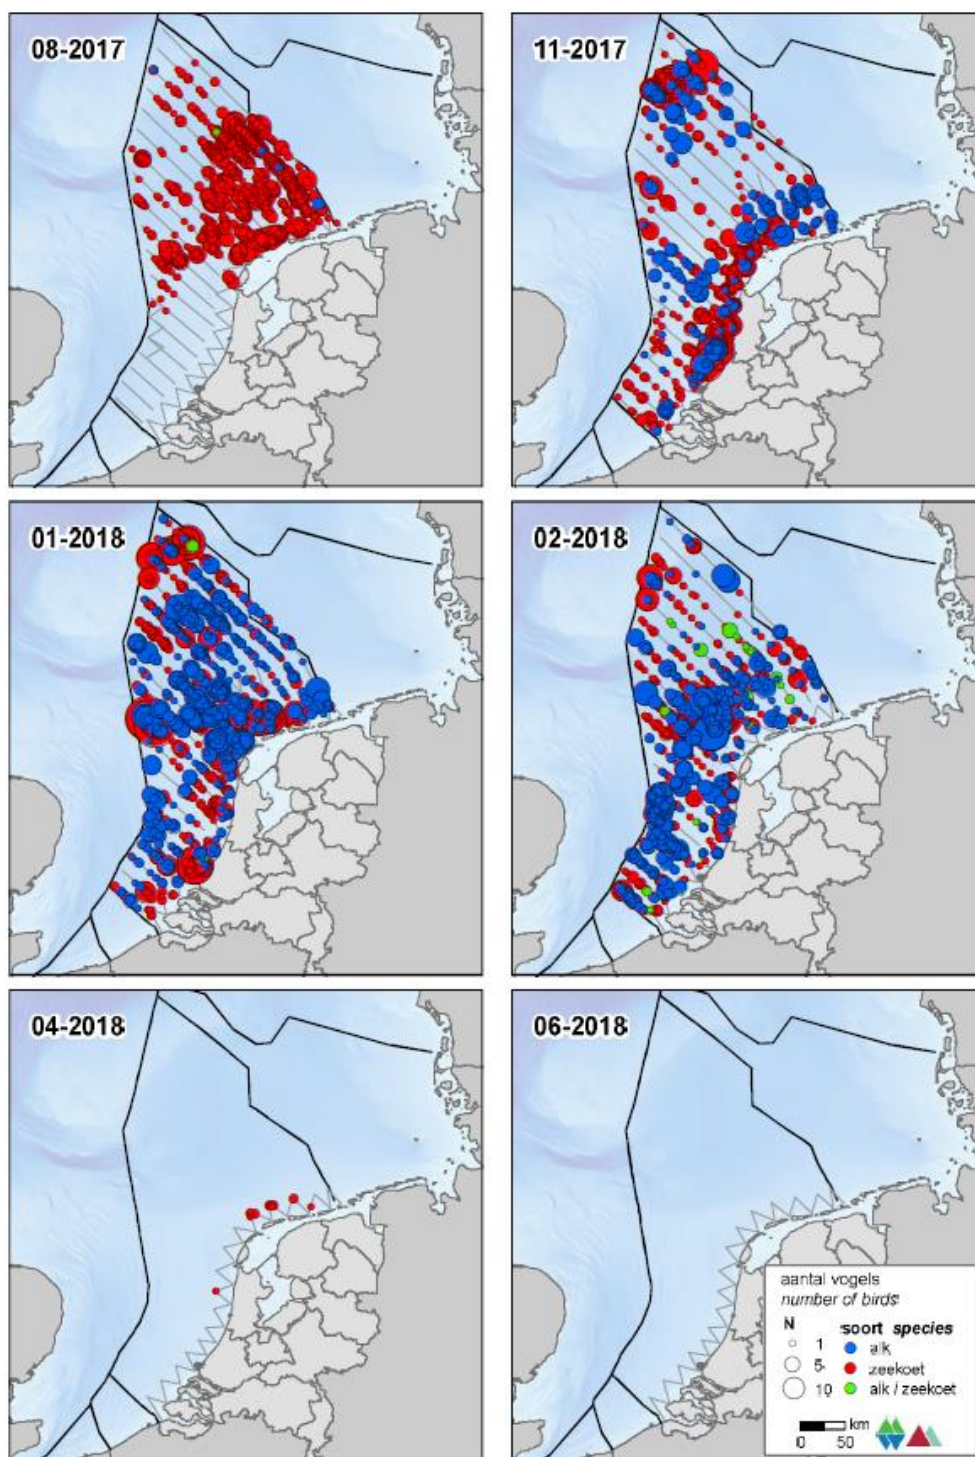 08-2017
11-2017
01-2018
02-2018
04-2018
06-2018
aantal vogels
number of birds
N soort species
1 alk
5 zeekoet
10 alk / zeekoet
km
0 50